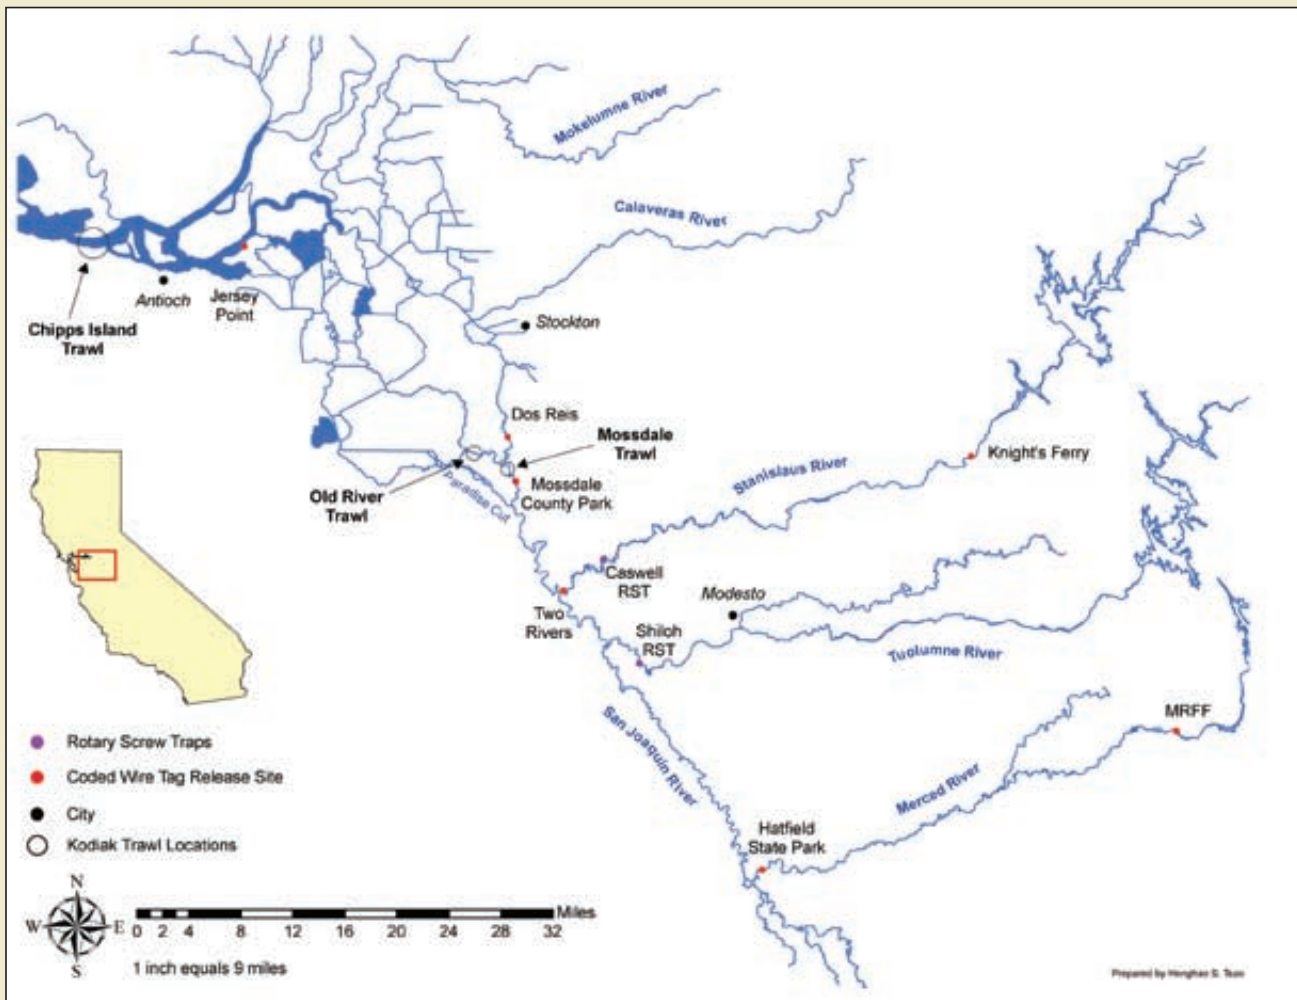 Mokelumne River
Calaveras River
Antioch
Jersey
Point
Chipps Island
Trawl
Stockton
Dos Reis
Mossdale
Trawl
Mossdale
County Park
Old River
Trawl
Paradise Cut
Stanislaus River
Knight's Ferry
Caswell
RST
Modesto
Two
Rivers
Shiloh
RST
Tuolumne River
San Joaquin River
MRFF
Merced River
Hatfield
State Park
Rotary Screw Traps
Coded Wire Tag Release Site
City
Kodiak Trawl Locations
N
W E
S
0 2 4 8 12 16 20 24 28 32 Miles
1 inch equals 9 miles
Prepared by Henghao S.